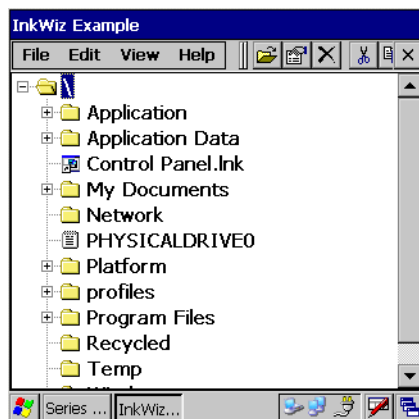 InkWiz Example
File Edit View Help
\
Application
Application Data
Control Panel.lnk
My Documents
Network
PHYSICALDRIVE0
Platform
profiles
Program Files
Recycled
Temp
Series ... InkWiz...